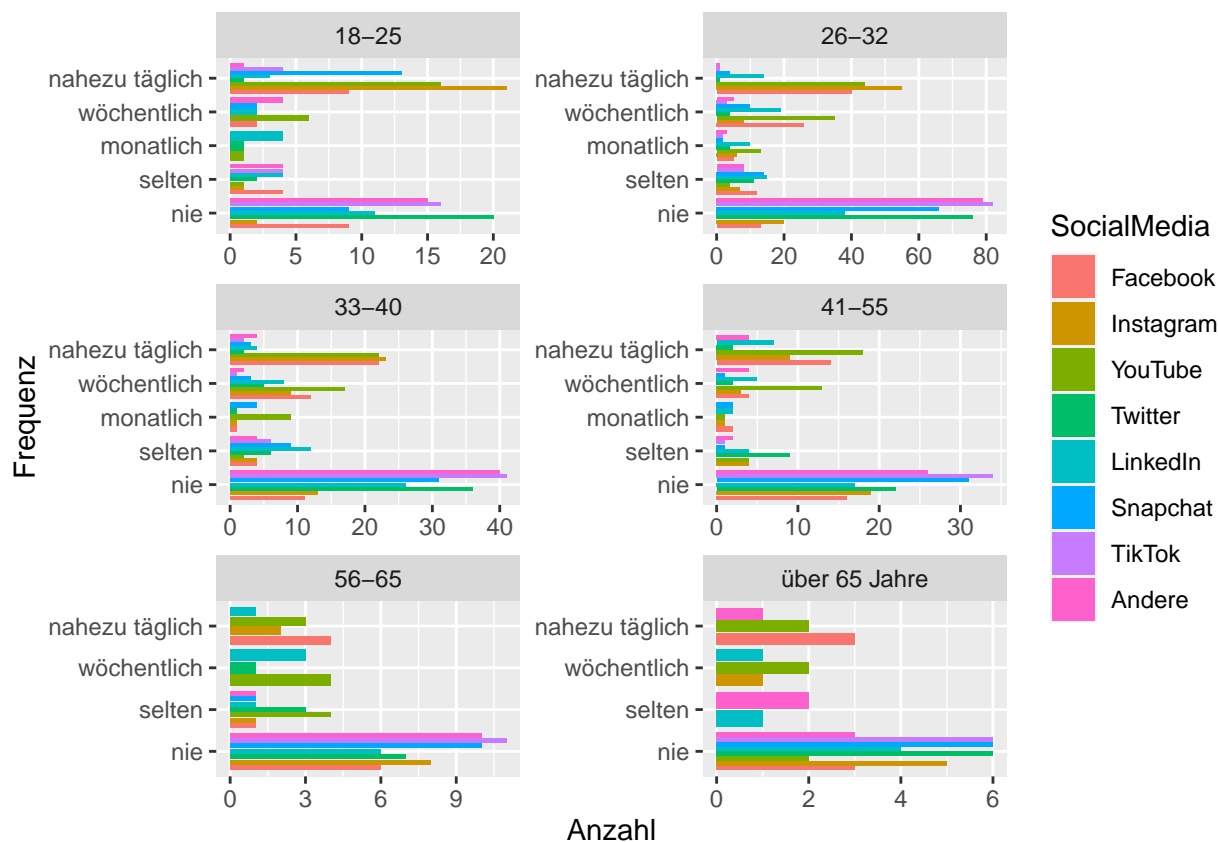 18−25
26−32
nahezu täglich
wöchentlich
monatlich
selten
nie
0 5 10 15 20
nahezu täglich
wöchentlich
monatlich
selten
nie
0 20 40 60 80
33−40
41−55
nahezu täglich
wöchentlich
monatlich
selten
nie
0 10 20 30 40
nahezu täglich
wöchentlich
monatlich
selten
nie
0 10 20 30
56−65
über 65 Jahre
nahezu täglich
wöchentlich
selten
nie
0 3 6 9
nahezu täglich
wöchentlich
selten
nie
0 2 4 6
Anzahl
Frequenz
SocialMedia
Facebook
Instagram
YouTube
Twitter
LinkedIn
Snapchat
TikTok
Andere